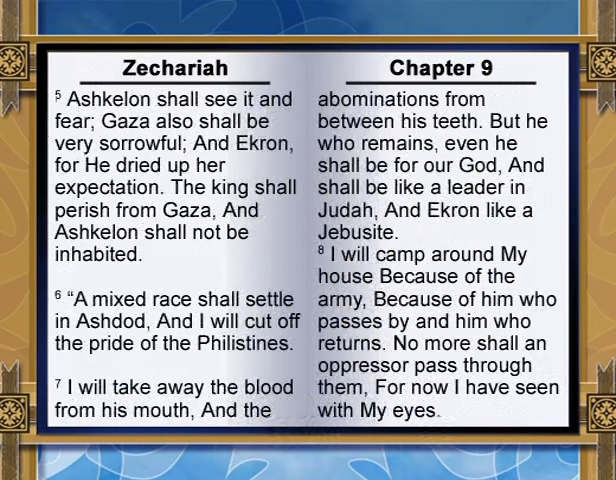 Zechariah
5 Ashkelon shall see it and
fear; Gaza also shall be
very sorrowful; And Ekron,
for He dried up her
expectation. The king shall
perish from Gaza, And
Ashkelon shall not be
inhabited.
6 “A mixed race shall settle
in Ashdod, And I will cut off
the pride of the Philistines.
7 I will take away the blood
from his mouth, And the
Chapter 9
abominations from
between his teeth. But he
who remains, even he
shall be for our God, And
shall be like a leader in
Judah, And Ekron like a
Jebusite.
8 I will camp around My
house Because of the
army, Because of him who
passes by and him who
returns. No more shall an
oppressor pass through
them, For now I have seen
with My eyes.